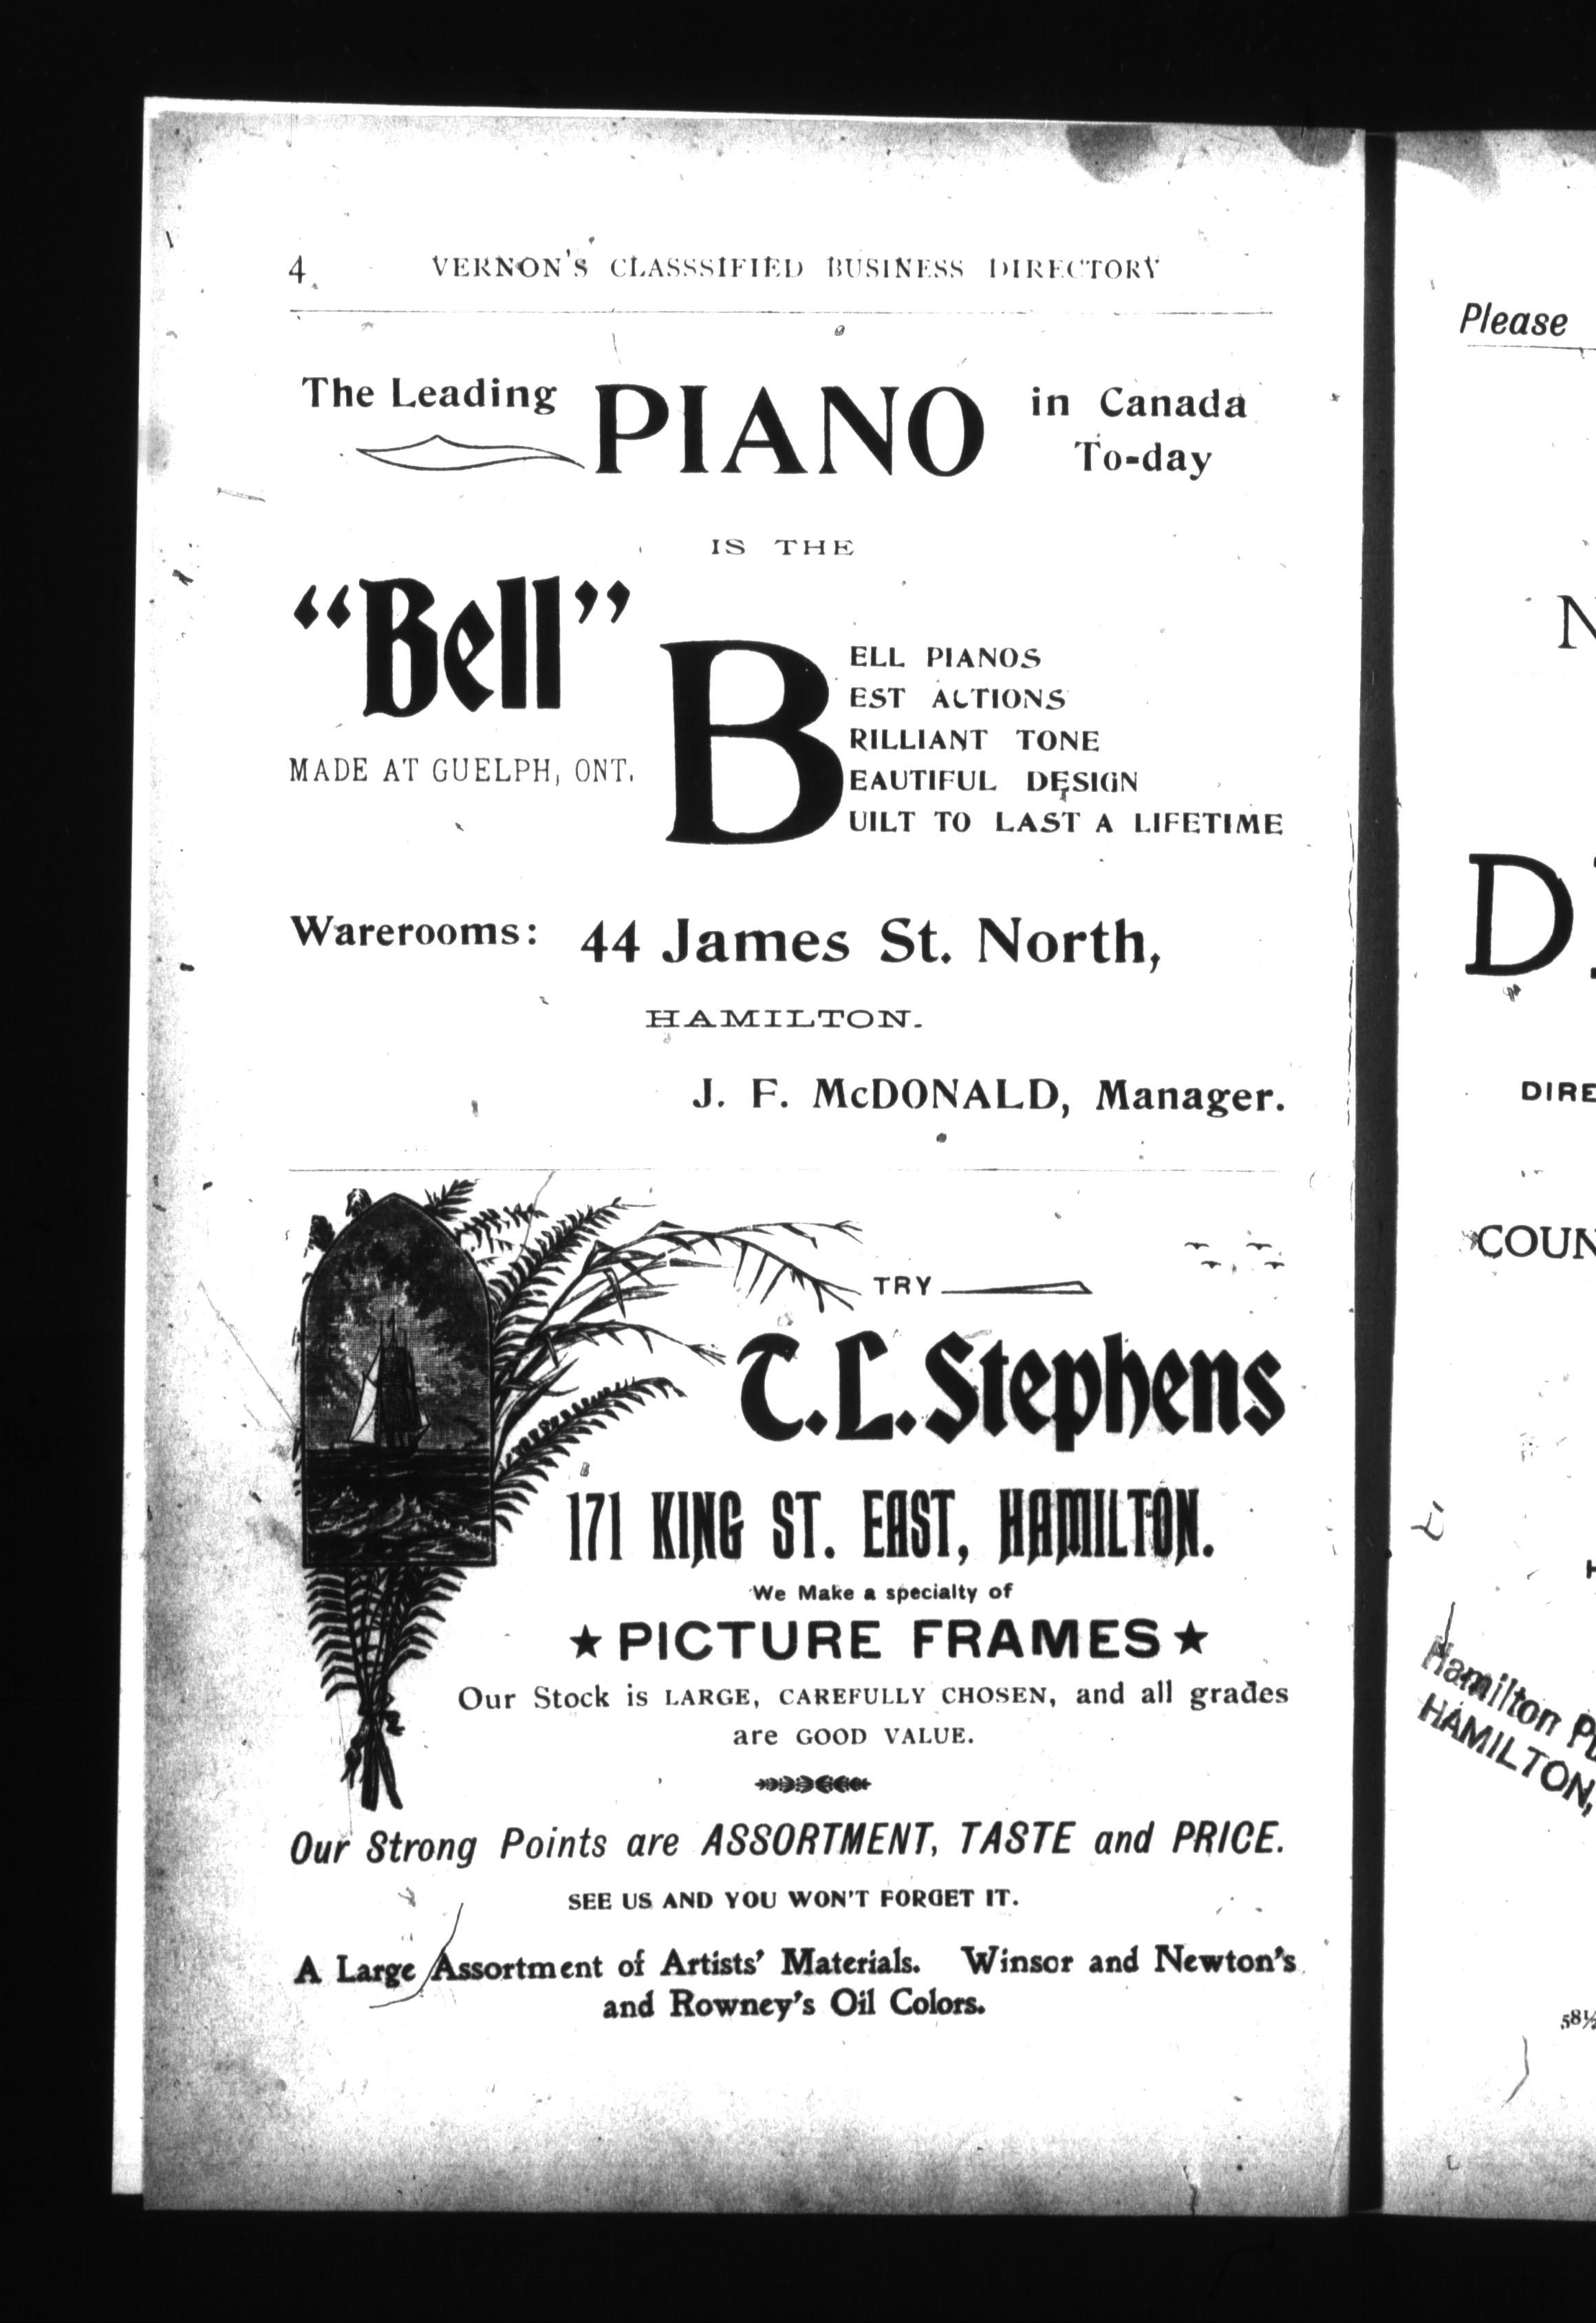 4 VERNON'S CLASSSIFIED BUSINESS DIRECTORY
The Leading PIANO in Canada
To-day
IS THE
“Bell”
MADE AT GUELPH, ONT.
BELL PIANOS
EST ACTIONS
RILLIANT TONE
EAUTIFUL DESIGN
UILT TO LAST A LIFETIME
Warerooms: 44 James St. North,
HAMILTON.
J. F. McDONALD, Manager.
TRY
T. L. Stephens
171 KING ST. EAST, HAMILTON.
We Make a specialty of
★ PICTURE FRAMES ★
Our Stock is LARGE, CAREFULLY CHOSEN, and all grades
are GOOD VALUE.
Our Strong Points are ASSORTMENT, TASTE and PRICE.
SEE US AND YOU WON'T FORGET IT.
A Large Assortment of Artists' Materials. Winsor and Newton's
and Rowney's Oil Colors.
Please
N
D
DIRE
COUN
H
Hamilton
HAMILTON,
58½